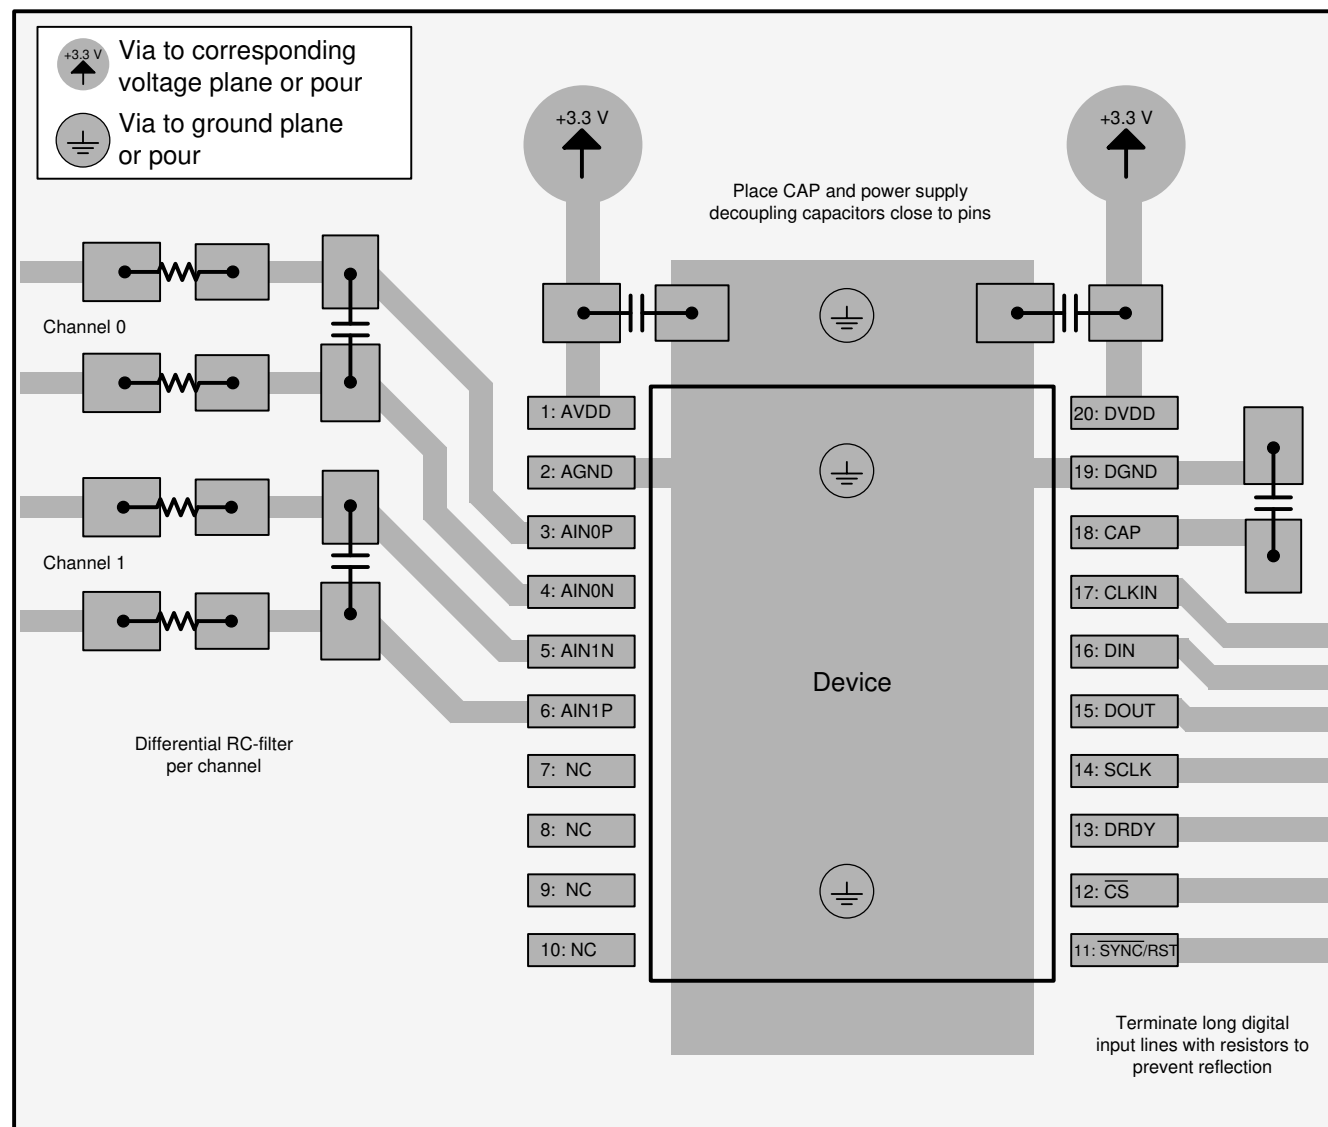 +3.3 V
Via to corresponding
voltage plane or pour
Via to ground plane
or pour
+3.3 V
+3.3 V
Place CAP and power supply
decoupling capacitors close to pins
Channel 0
Channel 1
Differential RC-filter
per channel
1: AVDD
2: AGND
3: AIN0P
4: AIN0N
5: AIN1N
6: AIN1P
7: NC
8: NC
9: NC
10: NC
Device
20: DVDD
19: DGND
18: CAP
17: CLKIN
16: DIN
15: DOUT
14: SCLK
13: DRDY
12: C̅S̅
11: S̅Y̅N̅C̅/RST
Terminate long digital
input lines with resistors to
prevent reflection